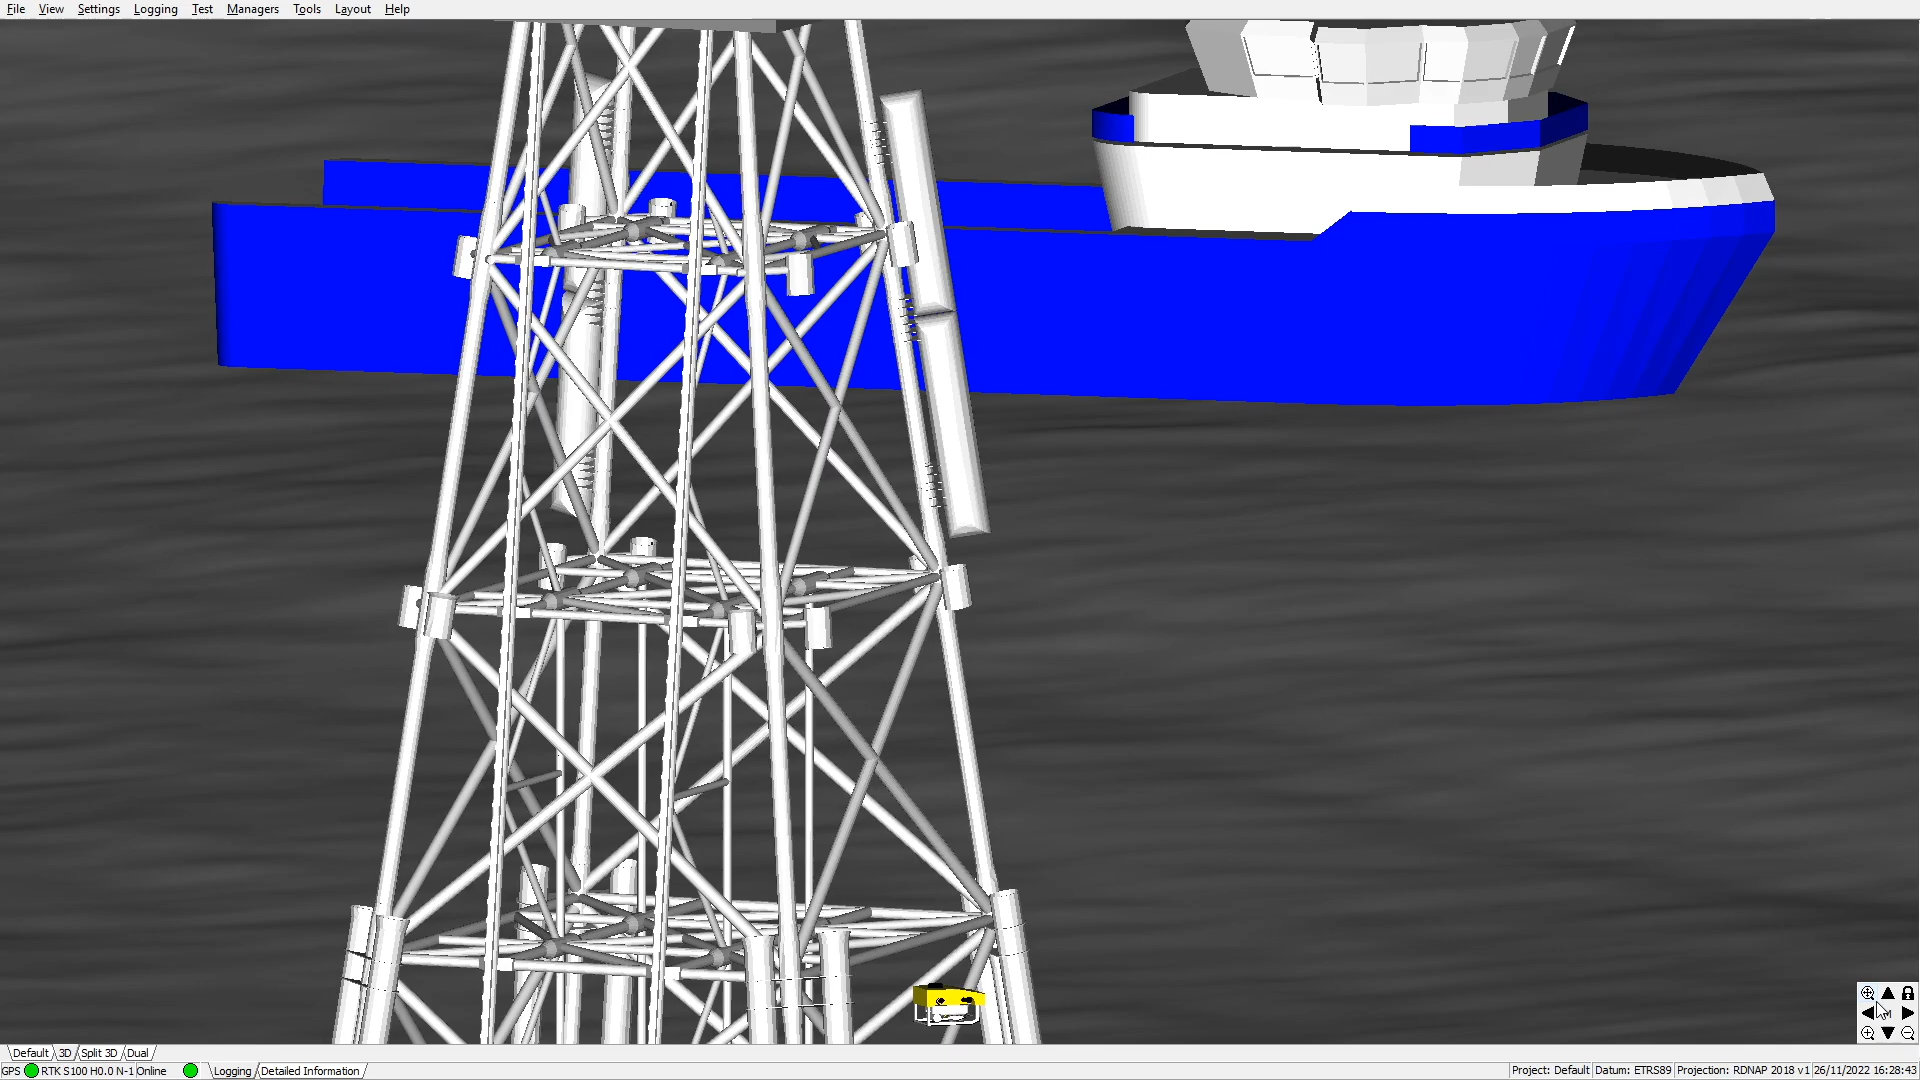 File View Settings Logging Test Managers Tools Layout Help
Default 3D Split 3D Dual
GPS RTK S100 H0.0 N-1 Online Logging Detailed Information Project: Default Datum: ETRS89 Projection: RDNAP 2018 v1 26/11/2022 16:28:43